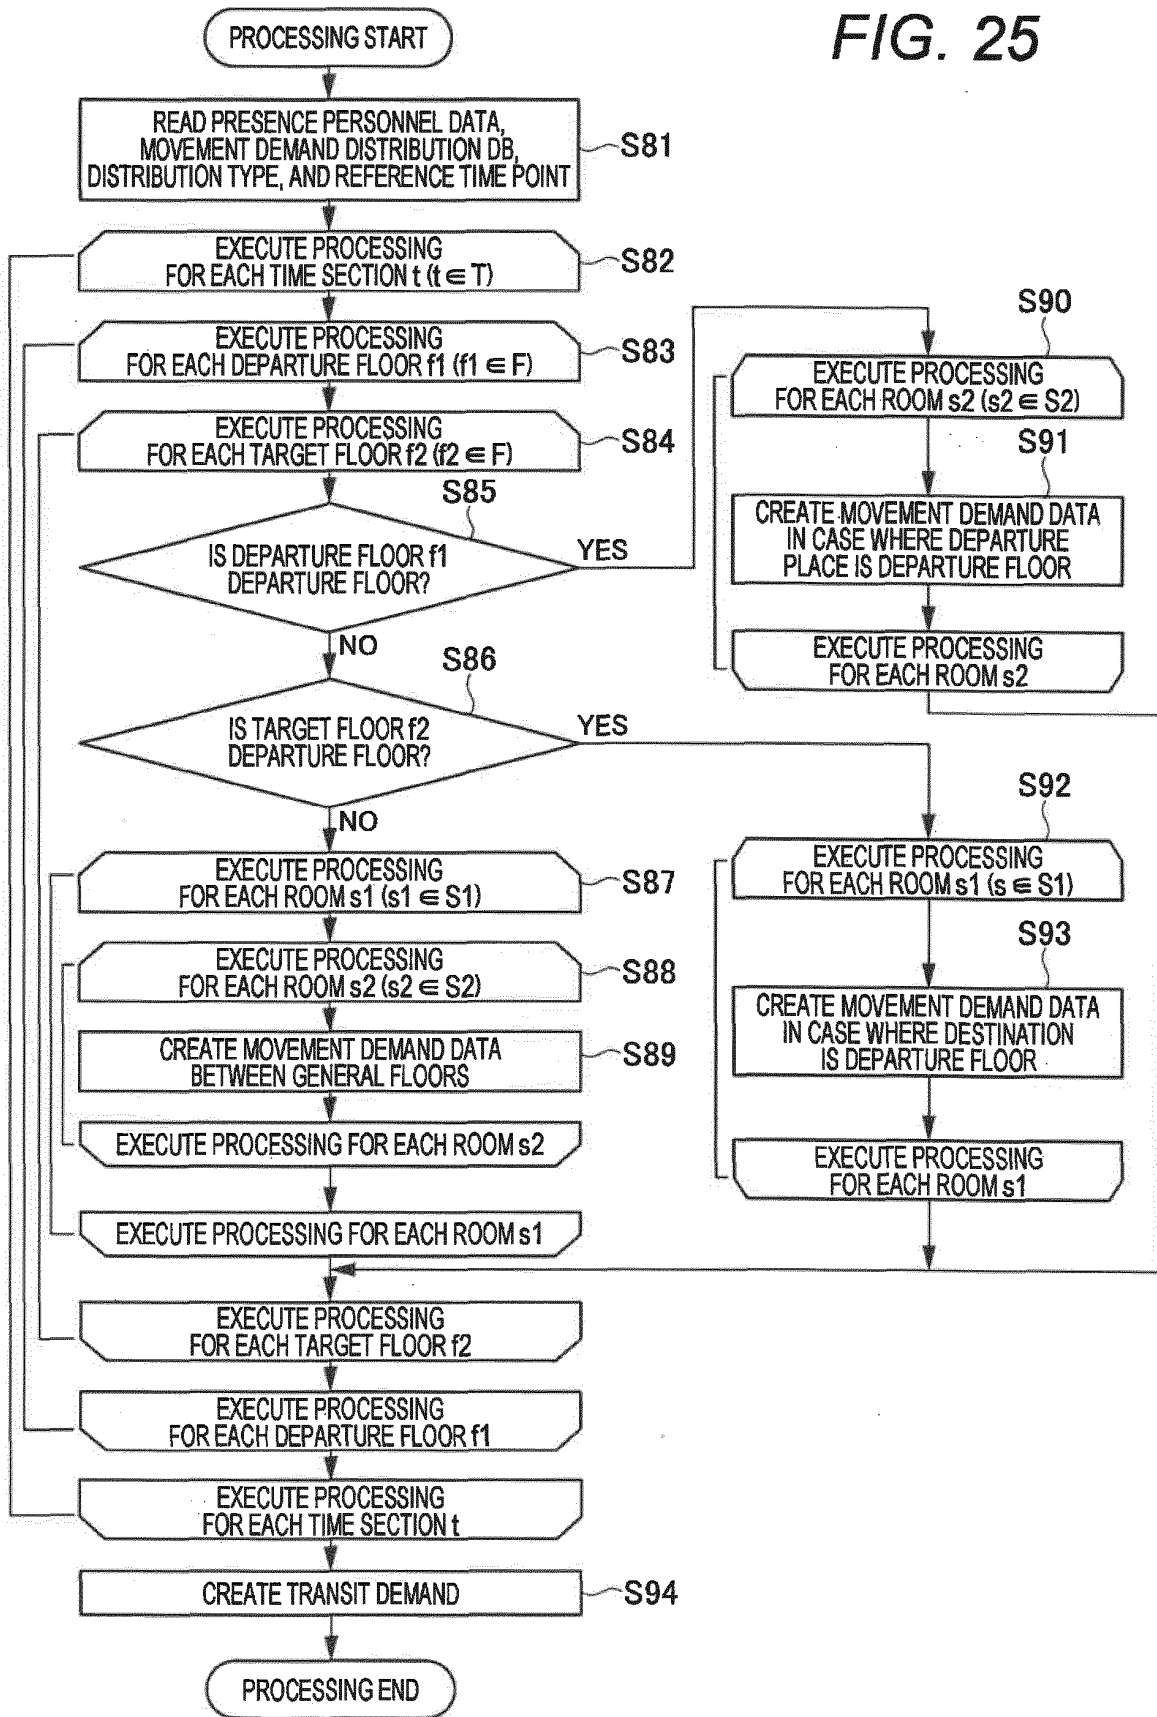 FIG. 25
PROCESSING START
READ PRESENCE PERSONNEL DATA,
MOVEMENT DEMAND DISTRIBUTION DB,
DISTRIBUTION TYPE, AND REFERENCE TIME POINT
S81
EXECUTE PROCESSING
FOR EACH TIME SECTION t (t ∈ T)
S82
EXECUTE PROCESSING
FOR EACH DEPARTURE FLOOR f1 (f1 ∈ F)
S83
EXECUTE PROCESSING
FOR EACH TARGET FLOOR f2 (f2 ∈ F)
S84
S85
IS DEPARTURE FLOOR f1
DEPARTURE FLOOR?
YES
NO
S86
IS TARGET FLOOR f2
DEPARTURE FLOOR?
YES
NO
EXECUTE PROCESSING
FOR EACH ROOM s1 (s1 ∈ S1)
S87
EXECUTE PROCESSING
FOR EACH ROOM s2 (s2 ∈ S2)
S88
CREATE MOVEMENT DEMAND DATA
BETWEEN GENERAL FLOORS
S89
EXECUTE PROCESSING FOR EACH ROOM s2
EXECUTE PROCESSING FOR EACH ROOM s1
S90
EXECUTE PROCESSING
FOR EACH ROOM s2 (s2 ∈ S2)
S91
CREATE MOVEMENT DEMAND DATA
IN CASE WHERE DEPARTURE
PLACE IS DEPARTURE FLOOR
EXECUTE PROCESSING
FOR EACH ROOM s2
S92
EXECUTE PROCESSING
FOR EACH ROOM s1 (s ∈ S1)
S93
CREATE MOVEMENT DEMAND DATA
IN CASE WHERE DESTINATION
IS DEPARTURE FLOOR
EXECUTE PROCESSING
FOR EACH ROOM s1
EXECUTE PROCESSING
FOR EACH TARGET FLOOR f2
EXECUTE PROCESSING
FOR EACH DEPARTURE FLOOR f1
EXECUTE PROCESSING
FOR EACH TIME SECTION t
CREATE TRANSIT DEMAND
S94
PROCESSING END